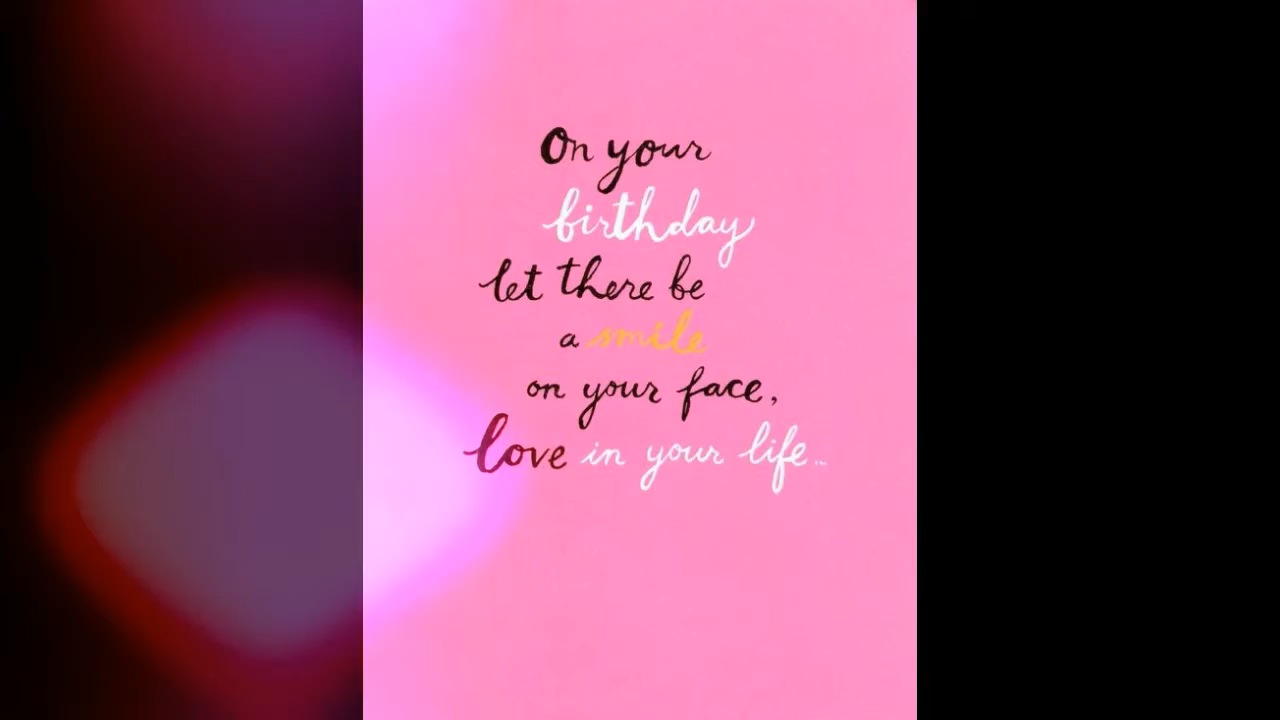 On your
birthday
let there be
a smile
on your face,
love in your life..